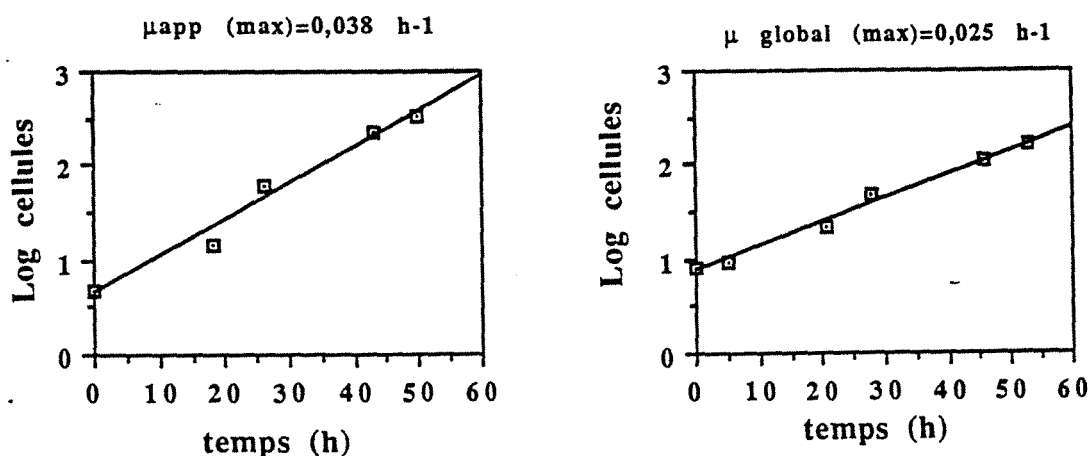 μapp (max)=0,038 h-1
3
2
1
0
Log cellules
0 10 20 30 40 50 60
temps (h)
μ global (max)=0,025 h-1
3
2
1
0
Log cellules
0 10 20 30 40 50 60
temps (h)